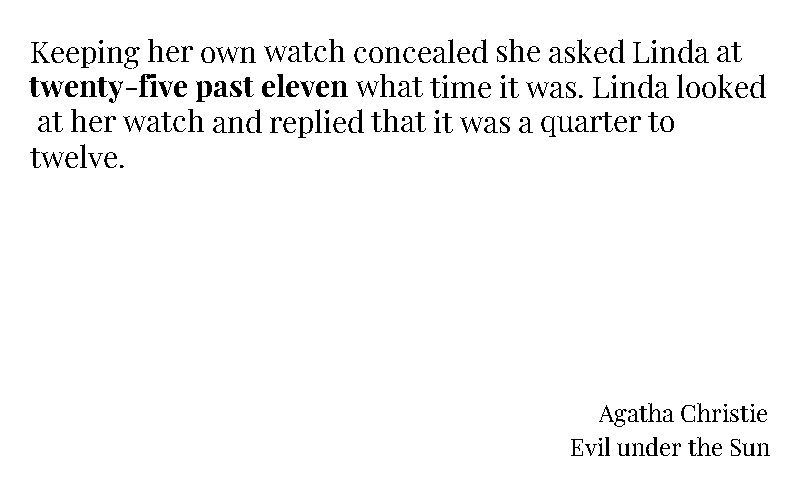 Keeping her own watch concealed she asked Linda at
twenty-five past eleven what time it was. Linda looked
at her watch and replied that it was a quarter to
twelve.
Agatha Christie
Evil under the Sun